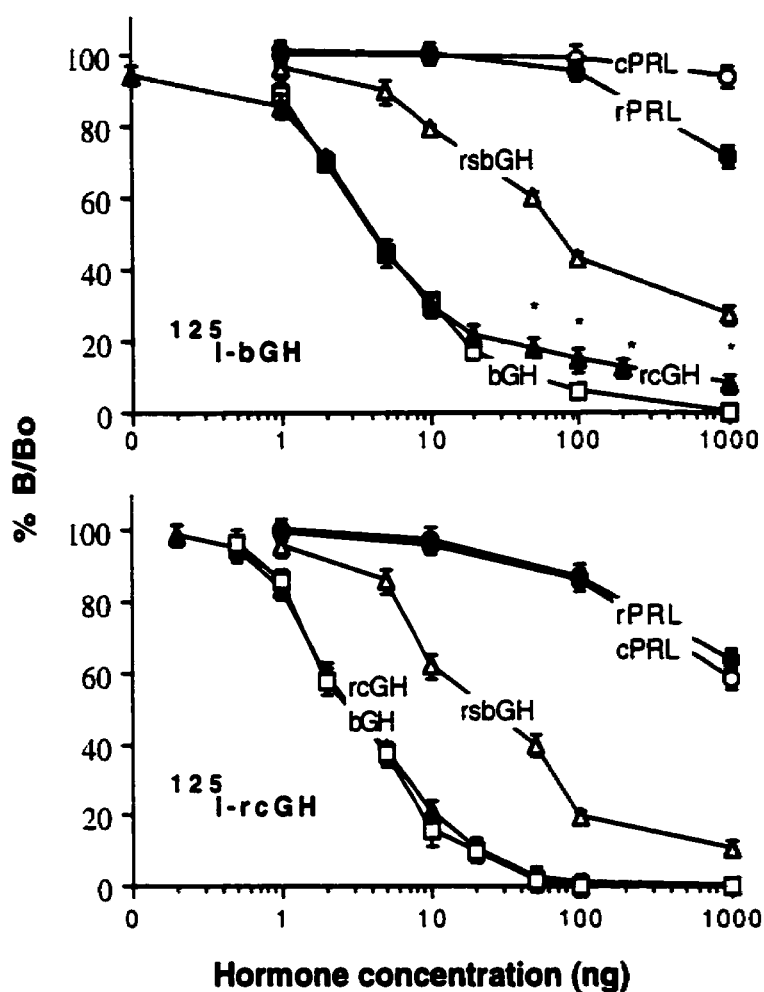 100
80
60
40
20
0
cPRL
rPRL
rsbGH
* * * *
bGH
rcGH
125I-bGH
0 1 10 100 1000
% B/Bo
100
80
60
40
20
0
rPRL
cPRL
rcGH
bGH
rsbGH
125I-rcGH
0 1 10 100 1000
Hormone concentration (ng)